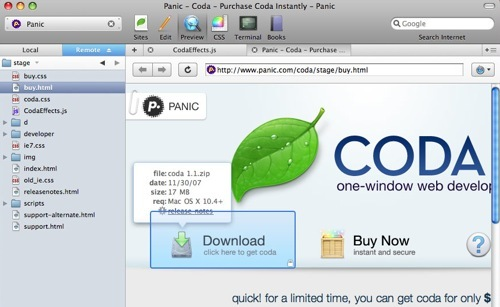 Panic – Coda – Purchase Coda Instantly – Panic
Panic
Sites
Edit
Preview
CSS
Terminal
Books
Google
Search Internet
Local
Remote
CodaEffects.js
Panic - Coda - Purchase ...
stage
http://www.panic.com/coda/stage/buy.html
buy.css
buy.html
coda.css
CodaEffects.js
d
developer
ie7.css
img
index.html
old_ie.css
releasenotes.html
scripts
support-alternate.html
support.html
PANIC
CODA
one-window web develop
file: coda 1.1.zip
date: 11/30/07
size: 17 MB
req: Mac OS X 10.4+
release notes
Download
click here to get coda
Buy Now
instant and secure
?
quick! for a limited time, you can get coda for only $